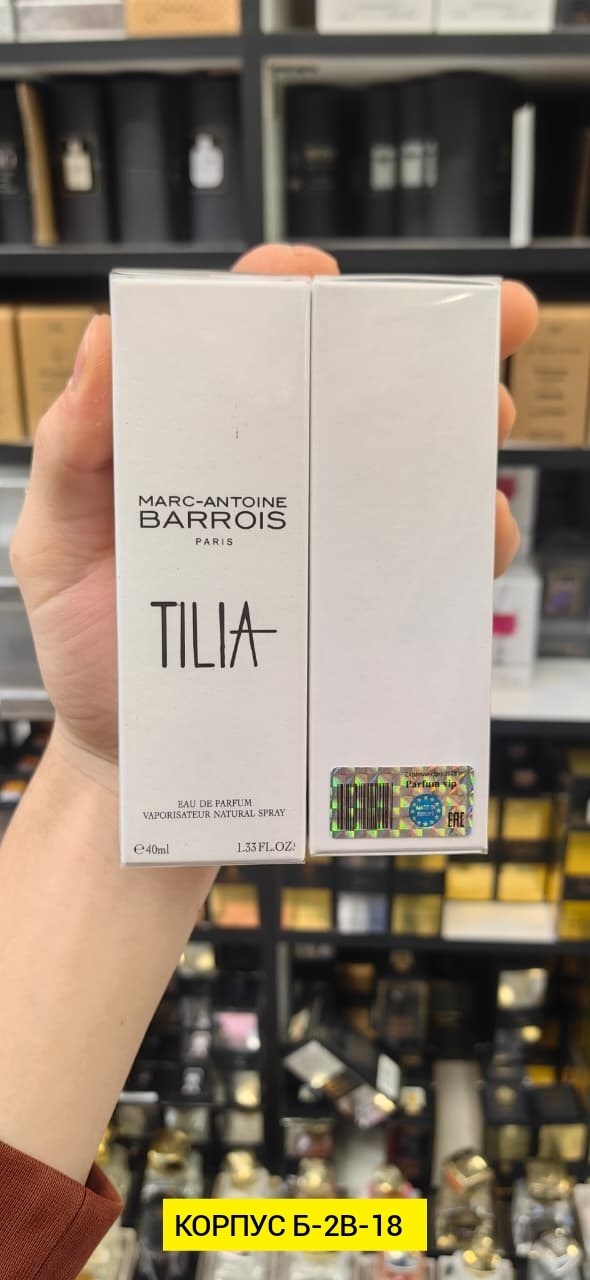 MARC-ANTOINE
BARROIS
PARIS
TILIA
EAU DE PARFUM
VAPORISATEUR NATURAL SPRAY
℮40ml 1.33 FL.OZ
Parfum vip
EAC
КОРПУС Б-2В-18